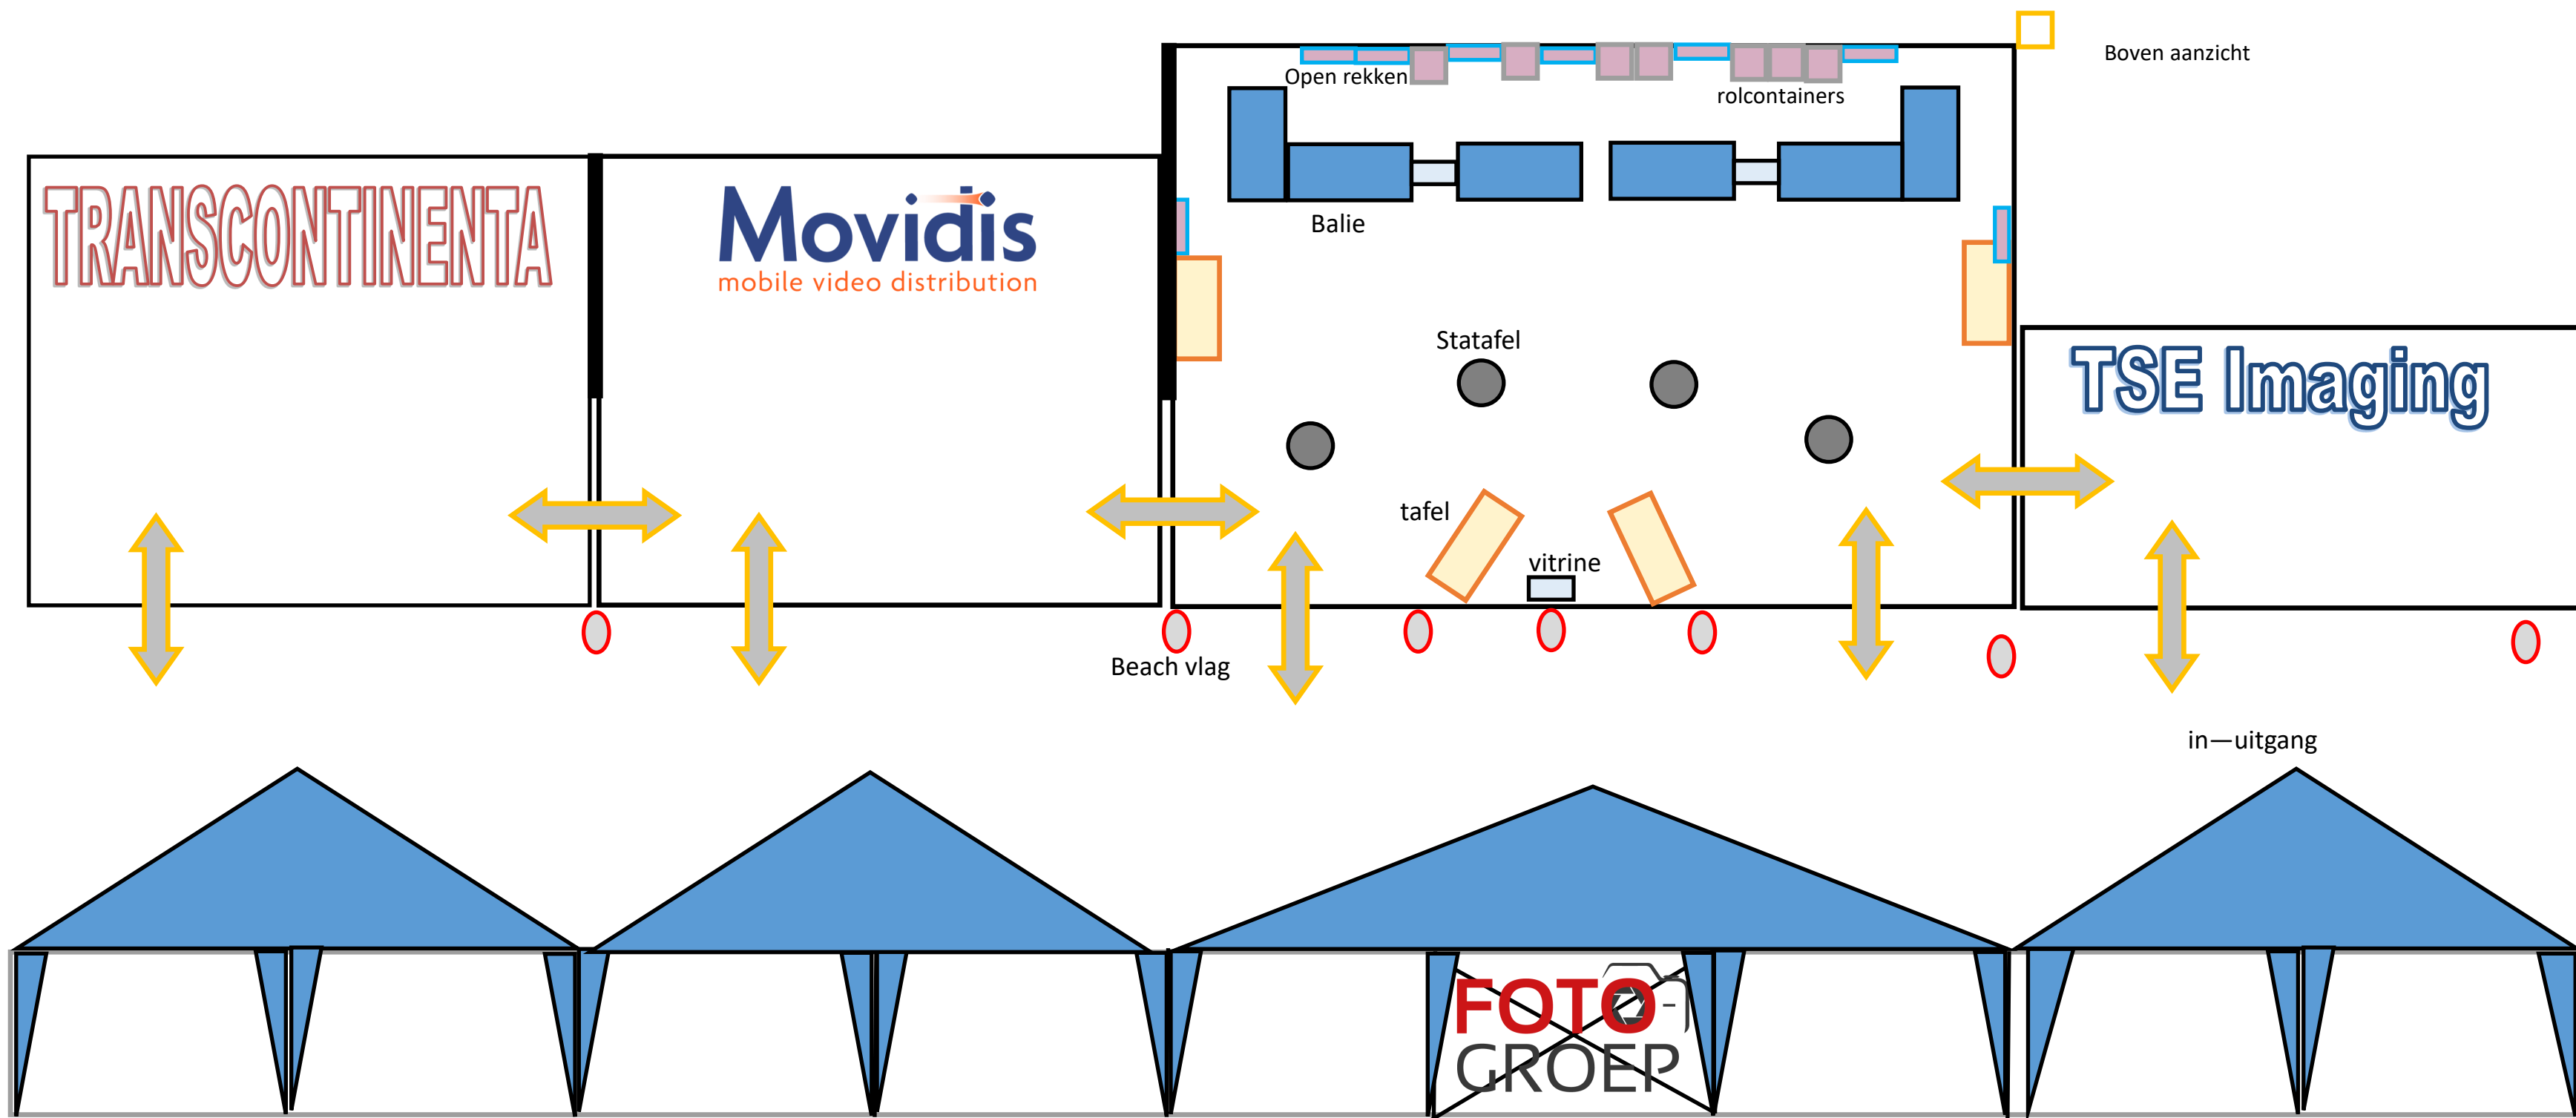 Boven aanzicht
Open rekken
rolcontainers
TRANSCONTINENTA
Movidis
mobile video distribution
Balie
Statafel
TSE Imaging
tafel
vitrine
Beach vlag
in—uitgang
FOTO-
GROEP